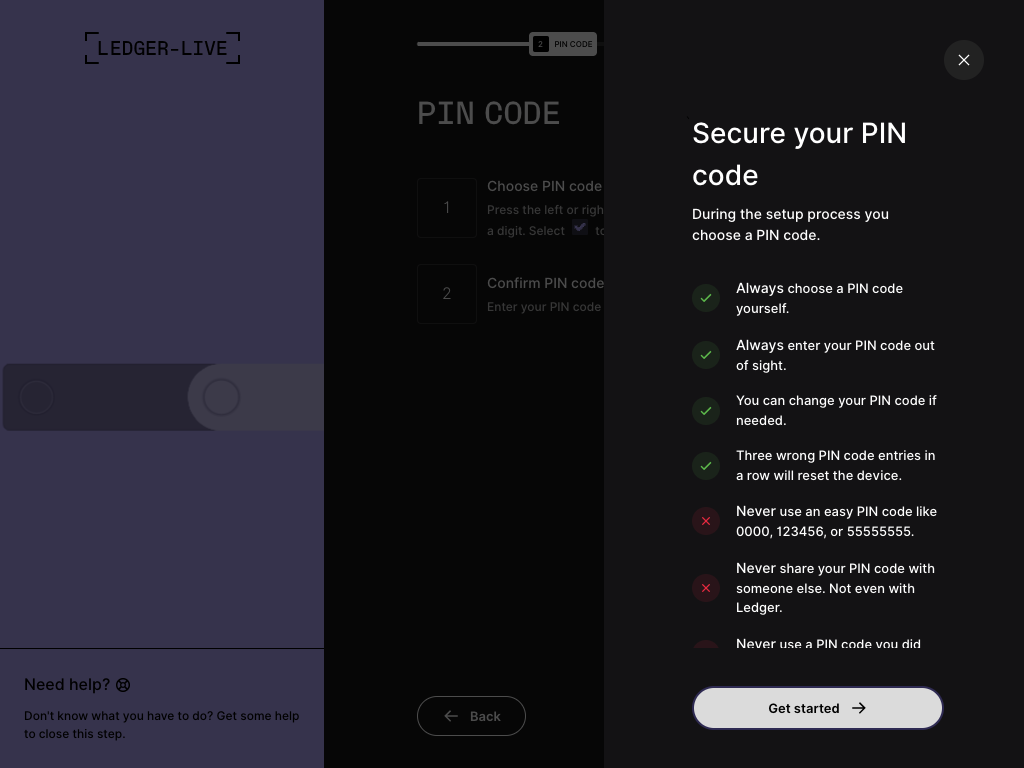 LEDGER-LIVE
2 PIN CODE
PIN CODE
1
Choose PIN code
Press the left or righ
a digit. Select to
2
Confirm PIN code
Enter your PIN code
Back
Need help?
Don't know what you have to do? Get some help
to close this step.
Secure your PIN
code
During the setup process you
choose a PIN code.
Always choose a PIN code
yourself.
Always enter your PIN code out
of sight.
You can change your PIN code if
needed.
Three wrong PIN code entries in
a row will reset the device.
Never use an easy PIN code like
0000, 123456, or 55555555.
Never share your PIN code with
someone else. Not even with
Ledger.
Never use a PIN code you did
Get started